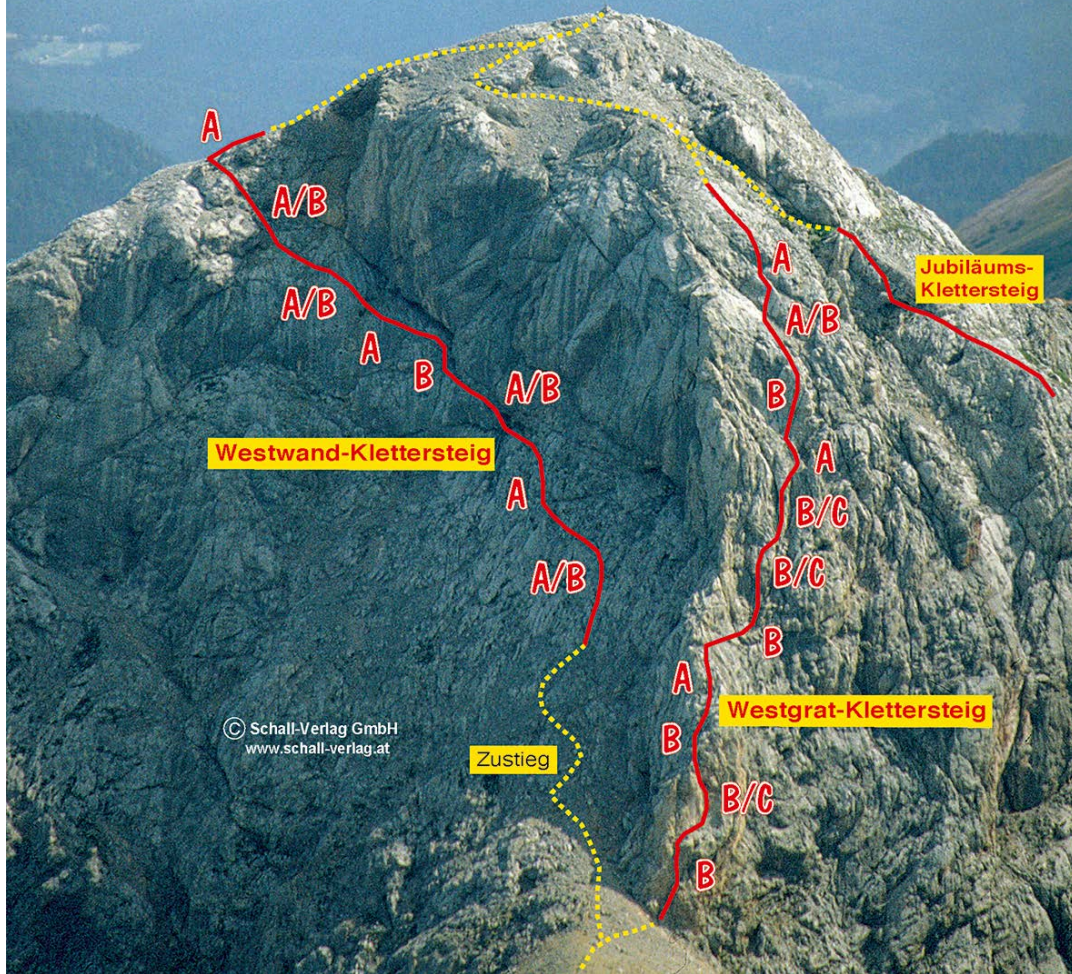 A
A/B
A/B
A
B
A/B
A
A/B
Westwand-Klettersteig
A
A/B
B
A
B/C
B/C
B
A
B
B/C
B
Jubiläums-
Klettersteig
Westgrat-Klettersteig
© Schall-Verlag GmbH
www.schall-verlag.at
Zustieg